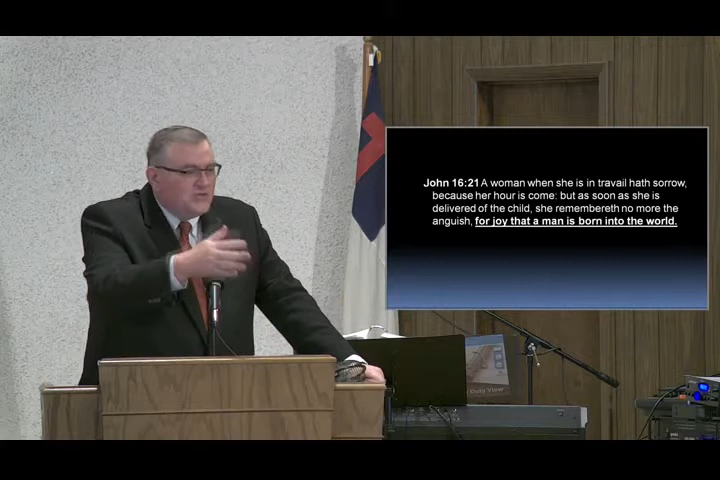 John 16:21 A woman when she is in travail hath sorrow,
because her hour is come: but as soon as she is
delivered of the child, she remembereth no more the
anguish, for joy that a man is born into the world.
Duty View